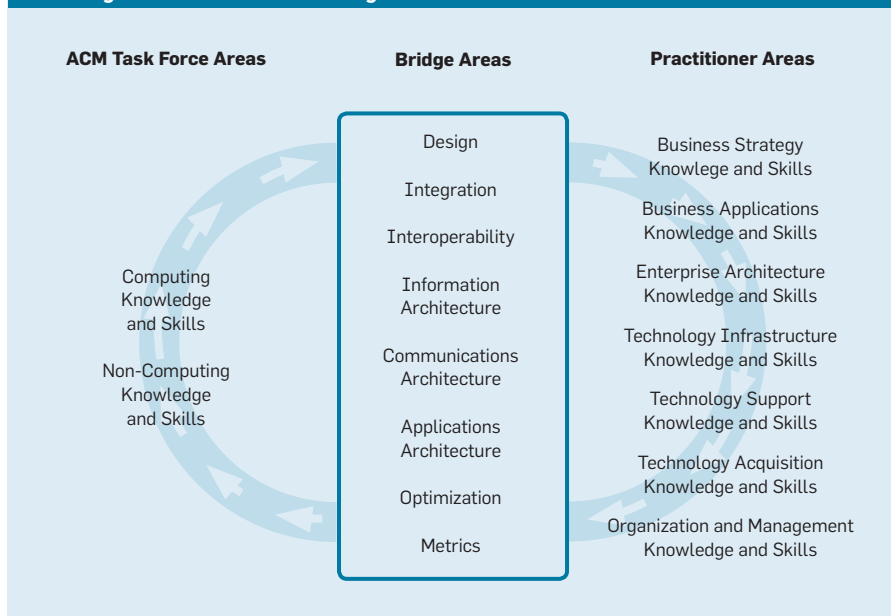 ACM Task Force Areas
Bridge Areas
Practitioner Areas
Computing
Knowledge
and Skills
Non-Computing
Knowledge
and Skills
Design
Integration
Interoperability
Information
Architecture
Communications
Architecture
Applications
Architecture
Optimization
Metrics
Business Strategy
Knowlege and Skills
Business Applications
Knowledge and Skills
Enterprise Architecture
Knowledge and Skills
Technology Infrastructure
Knowledge and Skills
Technology Support
Knowledge and Skills
Technology Acquisition
Knowledge and Skills
Organization and Management
Knowledge and Skills